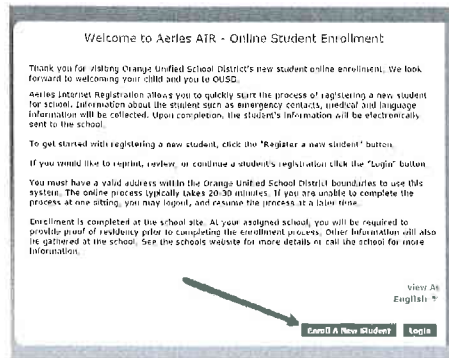 Welcome to Aeries AIR - Online Student Enrollment
Thank you for visiting Orange Unified School District's new student online enrollment. We look
forward to welcoming your child and you to OUSD.
Aeries Internet Registration allows you to quickly start the process of registering a new student
for school. Information about the student such as emergency contacts, medical and language
information will be collected. Upon completion, the student's information will be electronically
sent to the school.
To get started with registering a new student, click the "Register a new student" button.
If you would like to reprint, review, or continue a student's registration click the "Login" button.
You must have a valid address within the Orange Unified School District boundaries to use this
system. The online process typically takes 20-30 minutes. If you are unable to complete the
process at one sitting, you may logout, and resume the process at a later time.
Enrollment is completed at the school site. At your assigned school, you will be required to
provide proof of residency prior to completing the enrollment process. Other information will also
be gathered at the school. See the schools website for more details or call the school for more
information.
View As
English
Enroll A New Student Login